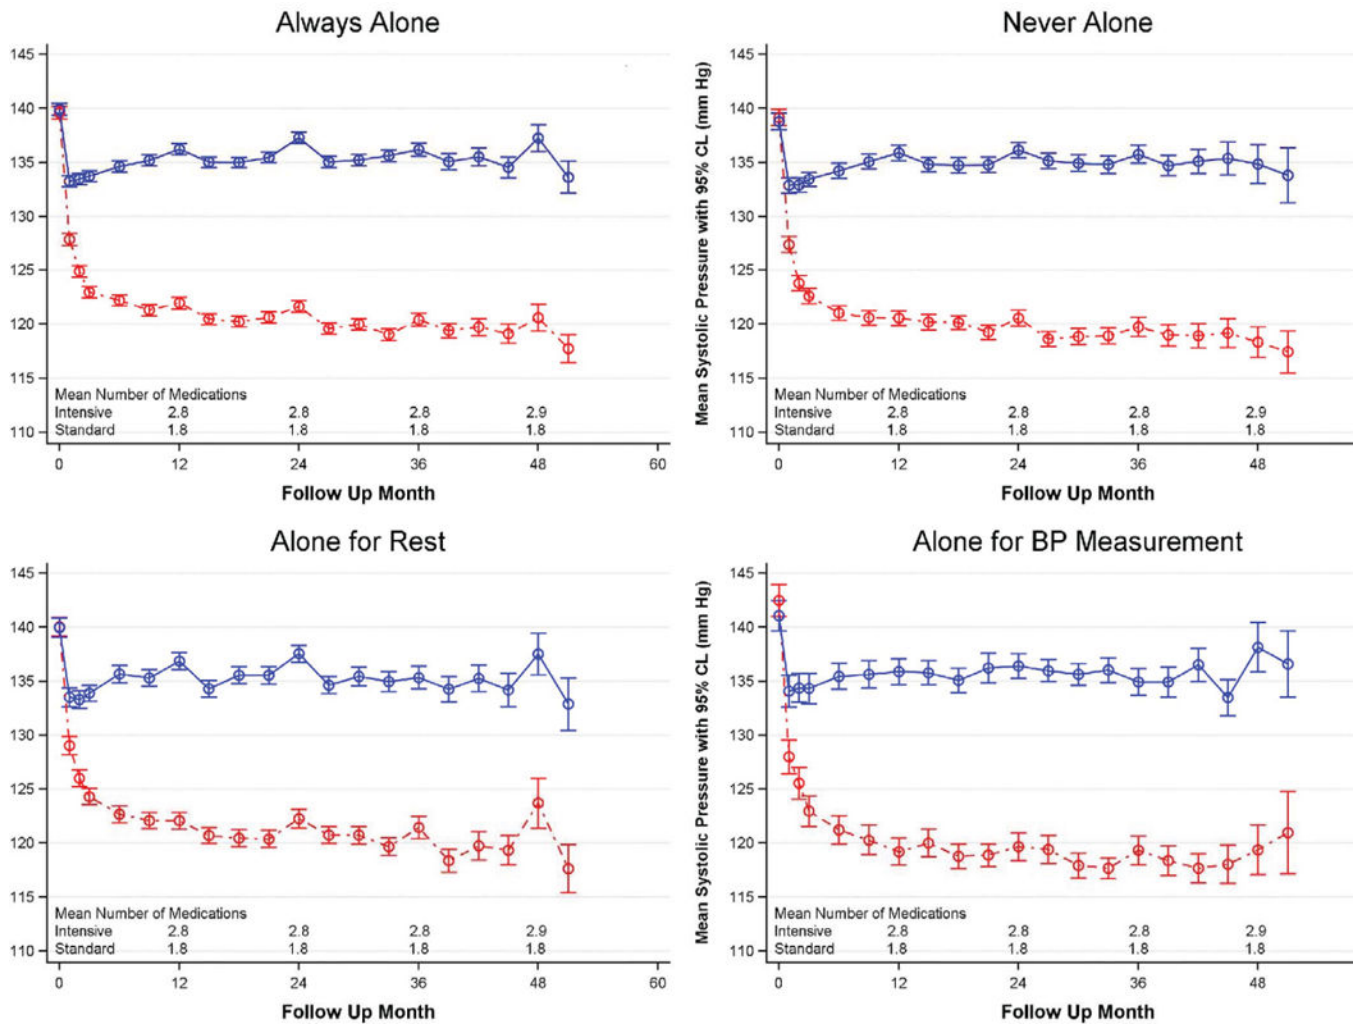 Always Alone
145
140
135
130
125
120
115
110
Mean Number of Medications
Intensive 2.8 2.8 2.8 2.9
Standard 1.8 1.8 1.8 1.8
0 12 24 36 48 60
Follow Up Month
Never Alone
Mean Systolic Pressure with 95% CL (mm Hg)
145
140
135
130
125
120
115
110
Mean Number of Medications
Intensive 2.8 2.8 2.8 2.9
Standard 1.8 1.8 1.8 1.8
0 12 24 36 48
Follow Up Month
Alone for Rest
145
140
135
130
125
120
115
110
Mean Number of Medications
Intensive 2.8 2.8 2.8 2.9
Standard 1.8 1.8 1.8 1.8
0 12 24 36 48 60
Follow Up Month
Alone for BP Measurement
Mean Systolic Pressure with 95% CL (mm Hg)
145
140
135
130
125
120
115
110
Mean Number of Medications
Intensive 2.8 2.8 2.8 2.9
Standard 1.8 1.8 1.8 1.8
0 12 24 36 48
Follow Up Month